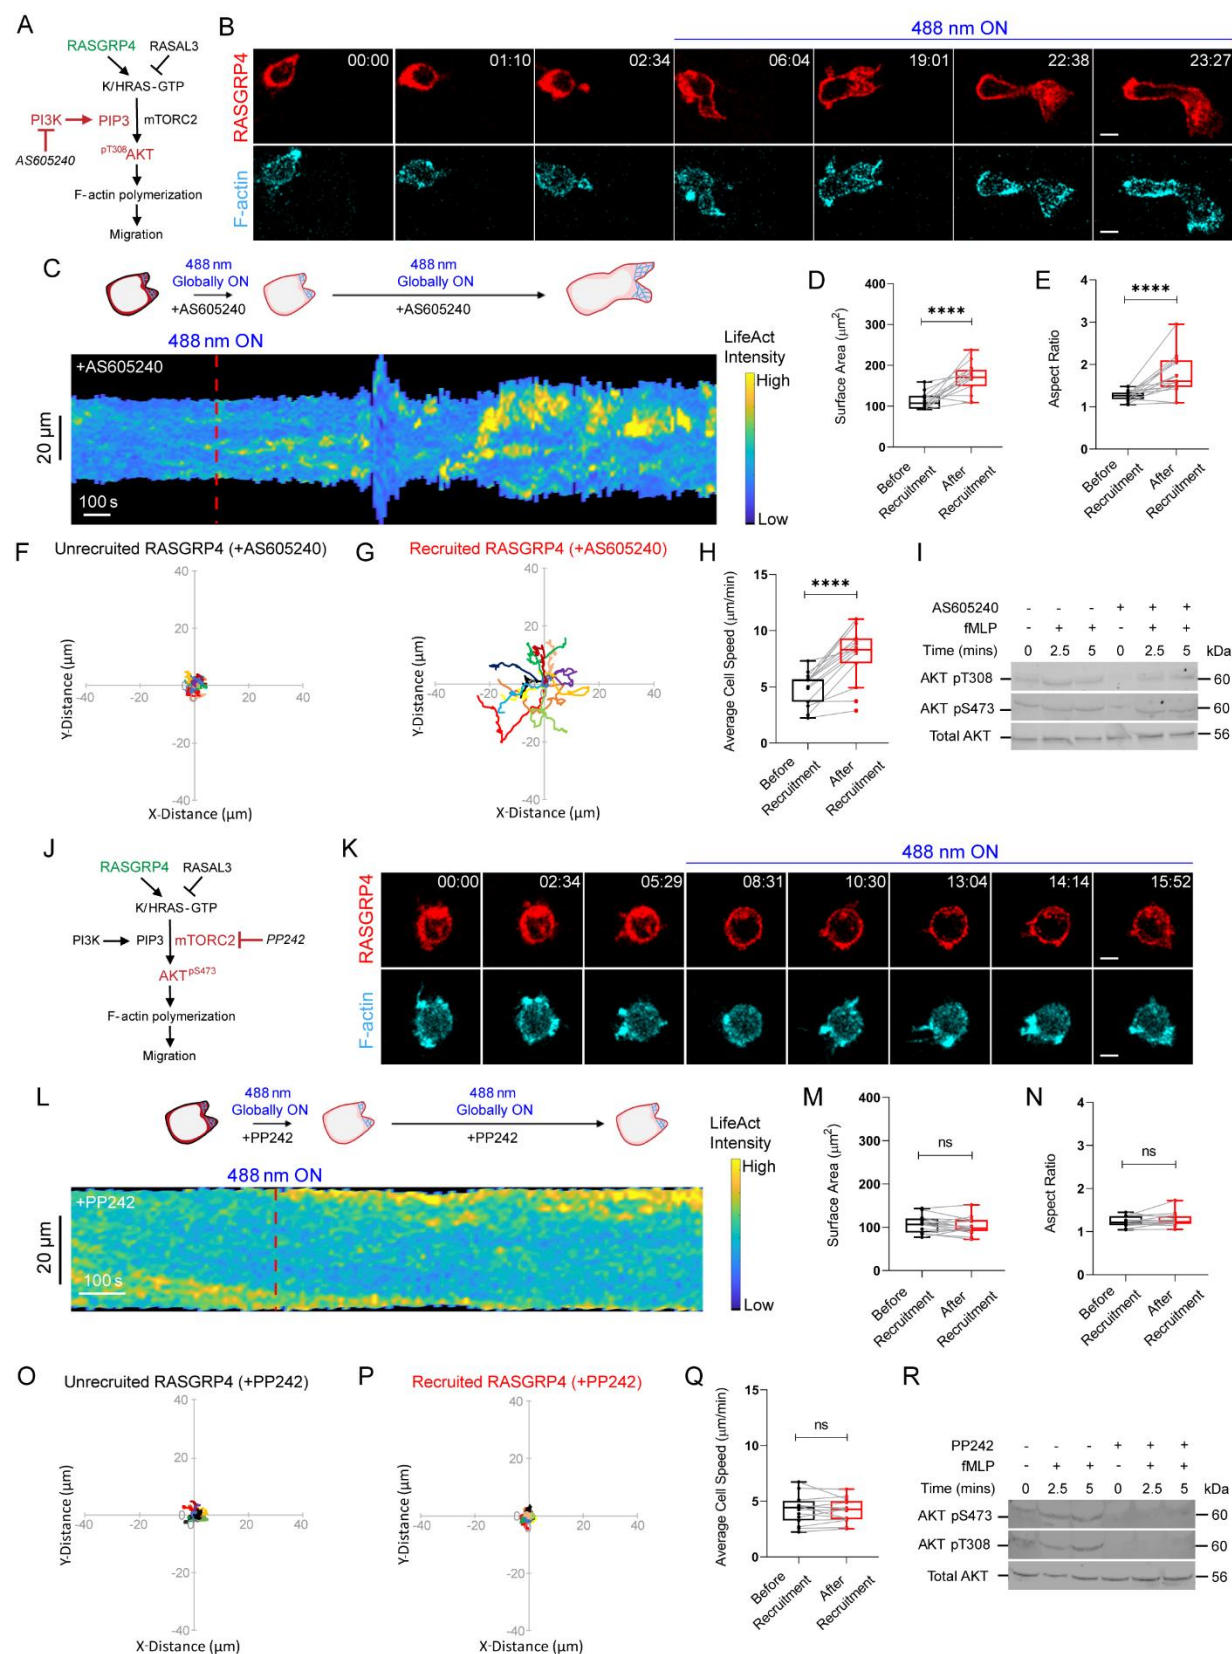 A
RASGRP4 RASAL3
K/HRAS-GTP
PI3K PIP3 mTORC2
AS605240
pT308AKT
F-actin polymerization
Migration
B
488 nm ON
RASGRP4
00:00 01:10 02:34 06:04 19:01 22:38 23:27
F-actin
C
488 nm
Globally ON
+AS605240
488 nm
Globally ON
+AS605240
488 nm ON
+AS605240
20 µm
100 s
LifeAct
Intensity
High
Low
D
Surface Area (µm²)
400
300
200
100
0
****
Before
Recruitment
After
Recruitment
E
Aspect Ratio
4
3
2
1
0
****
Before
Recruitment
After
Recruitment
F
Unrecruited RASGRP4 (+AS605240)
Y-Distance (µm)
40
20
-40 -20 0 20 40
-20
-40
X-Distance (µm)
G
Recruited RASGRP4 (+AS605240)
Y-Distance (µm)
40
20
-40 -20 0 20 40
-20
-40
X-Distance (µm)
H
Average Cell Speed (µm/min)
15
10
5
0
****
Before
Recruitment
After
Recruitment
I
AS605240 - - - + + +
fMLP - + + - + +
Time (mins) 0 2.5 5 0 2.5 5 kDa
AKT pT308 60
AKT pS473 60
Total AKT 56
J
RASGRP4 RASAL3
K/HRAS-GTP
PI3K PIP3 mTORC2 PP242
AKTpS473
F-actin polymerization
Migration
K
488 nm ON
RASGRP4
00:00 02:34 05:29 08:31 10:30 13:04 14:14 15:52
F-actin
L
488 nm
Globally ON
+PP242
488 nm
Globally ON
+PP242
488 nm ON
+PP242
20 µm
100 s
LifeAct
Intensity
High
Low
M
Surface Area (µm²)
400
300
200
100
0
ns
Before
Recruitment
After
Recruitment
N
Aspect Ratio
4
3
2
1
0
ns
Before
Recruitment
After
Recruitment
O
Unrecruited RASGRP4 (+PP242)
Y-Distance (µm)
40
20
-40 -20 0 20 40
-20
-40
X-Distance (µm)
P
Recruited RASGRP4 (+PP242)
Y-Distance (µm)
40
20
-40 -20 0 20 40
-20
-40
X-Distance (µm)
Q
Average Cell Speed (µm/min)
15
10
5
0
ns
Before
Recruitment
After
Recruitment
R
PP242 - - - + + +
fMLP - + + - + +
Time (mins) 0 2.5 5 0 2.5 5 kDa
AKT pS473 60
AKT pT308 60
Total AKT 56